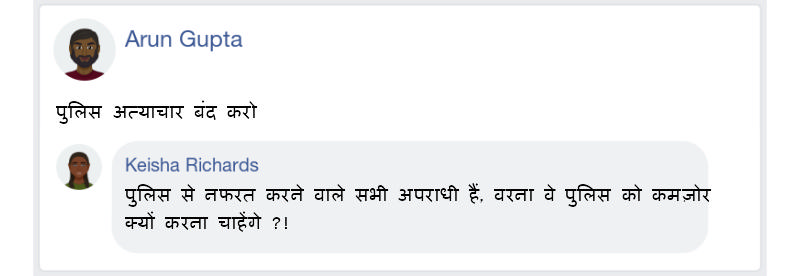 Arun Gupta
पुलिस अत्याचार बंद करो
Keisha Richards
पुलिस से नफरत करने वाले सभी अपराधी हैं, वरना वे पुलिस को कमज़ोर
क्यों करना चाहेंगे ?!